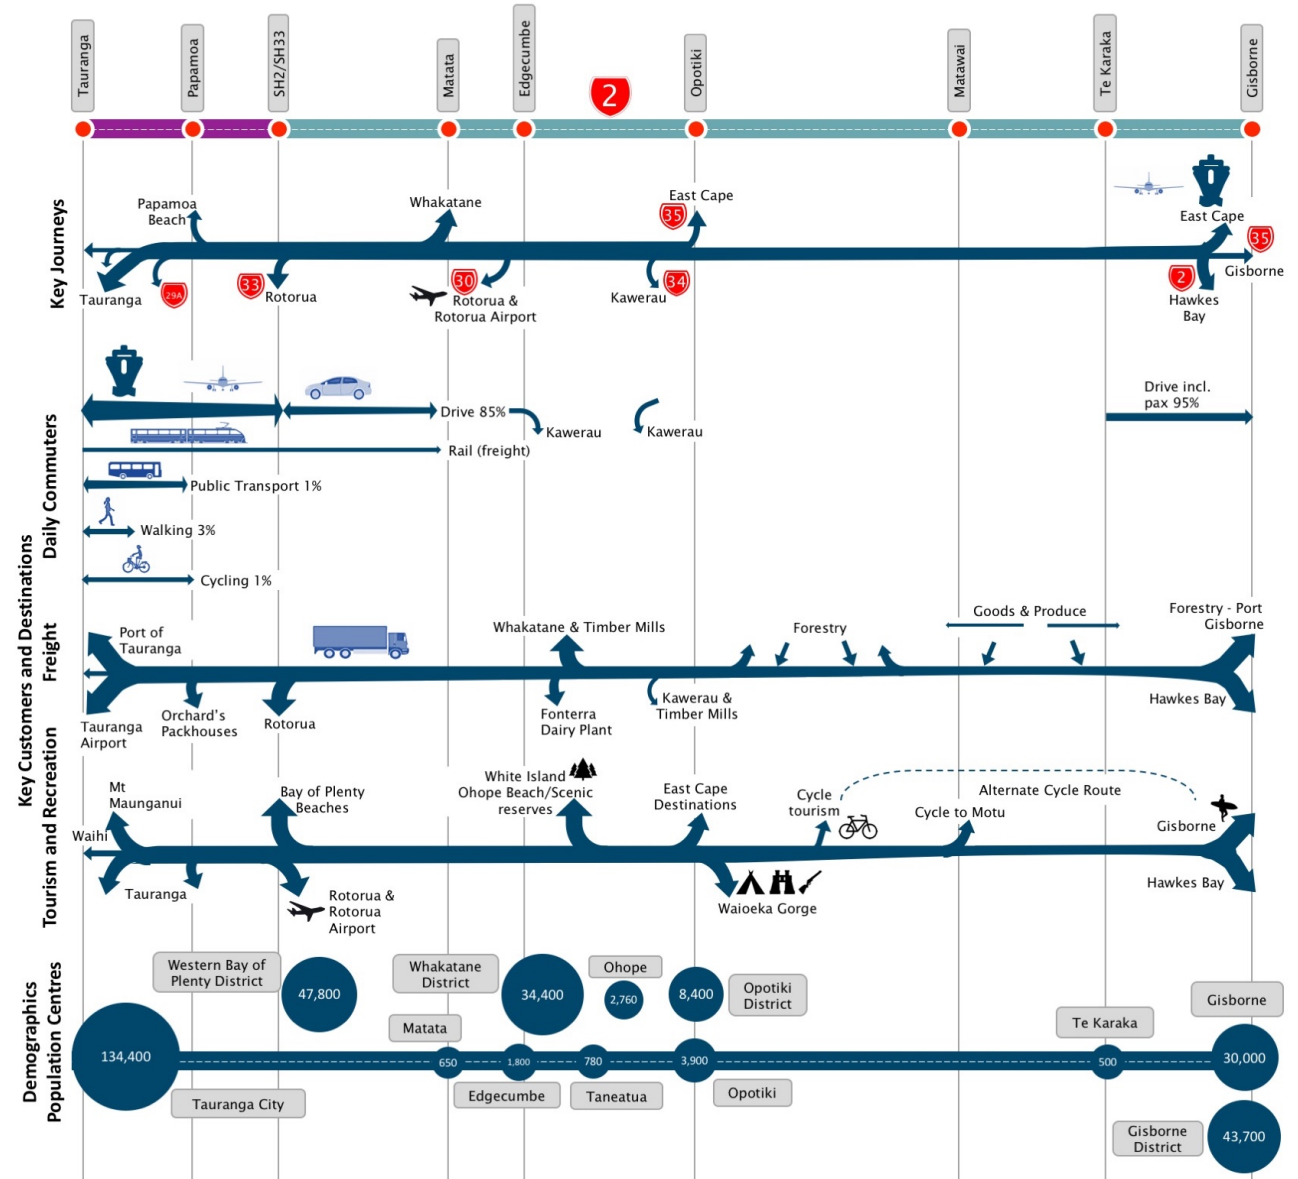 Tauranga
Papamoa
SH2/SH33
Matata
Edgecumbe
2
Opotiki
Matawai
Te Karaka
Gisborne
Key Journeys
Papamoa
Beach
Whakatane
East Cape
35
East Cape
35
Gisborne
Tauranga
29A
33
Rotorua
30
Rotorua &
Rotorua Airport
Kawerau
34
2
Hawkes
Bay
Key Customers and Destinations
Daily Commuters
Drive 85%
Kawerau
Kawerau
Drive incl.
pax 95%
Rail (freight)
Public Transport 1%
Walking 3%
Cycling 1%
Freight
Port of
Tauranga
Whakatane & Timber Mills
Forestry
Goods & Produce
Forestry - Port
Gisborne
Tauranga
Airport
Orchard's
Packhouses
Rotorua
Fonterra
Dairy Plant
Kawerau &
Timber Mills
Hawkes Bay
Tourism and Recreation
Mt
Maunganui
Waihi
Bay of Plenty
Beaches
White Island
Ohope Beach/Scenic
reserves
East Cape
Destinations
Cycle
tourism
Alternate Cycle Route
Cycle to Motu
Gisborne
Tauranga
Rotorua &
Rotorua
Airport
Waioeka Gorge
Hawkes Bay
Demographics
Population Centres
Western Bay of
Plenty District
47,800
Whakatane
District
34,400
Ohope
2,760
8,400
Opotiki
District
Gisborne
Matata
Te Karaka
134,400
650
1,800
780
3,900
500
30,000
Tauranga City
Edgecumbe
Taneatua
Opotiki
Gisborne
District
43,700